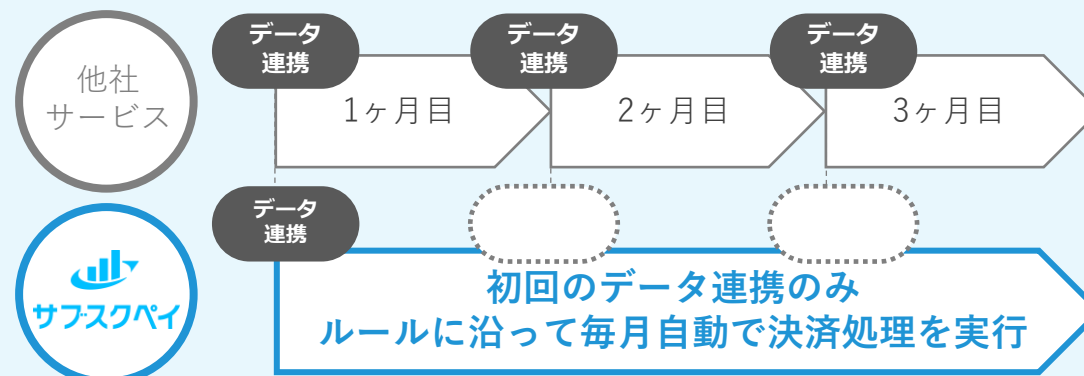 他社
サービス
データ
連携
データ
連携
データ
連携
1ヶ月目
2ヶ月目
3ヶ月目
サブスクペイ
データ
連携
初回のデータ連携のみ
ルールに沿って毎月自動で決済処理を実行